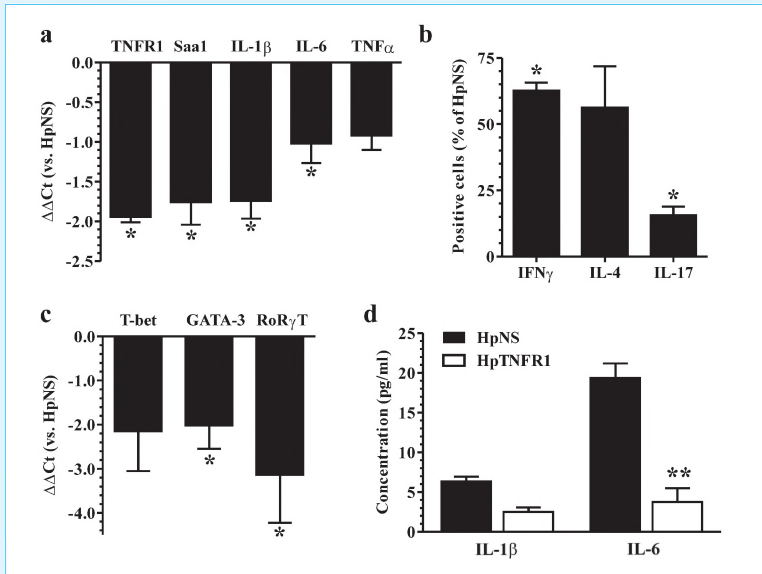 a
TNFR1 Saa1 IL-1β IL-6 TNFα
0.0
-0.5
-1.0
-1.5
-2.0
-2.5
ΔΔCt (vs. HpNS)
* * * *
b
75
50
25
0
Positive cells (% of HpNS)
* *
IFNγ IL-4 IL-17
c
T-bet GATA-3 RoRγT
0.0
-1.0
-2.0
-3.0
-4.0
ΔΔCt (vs. HpNS)
* *
d
HpNS
HpTNFR1
25
20
15
10
5
0
Concentration (pg/ml)
**
IL-1β IL-6